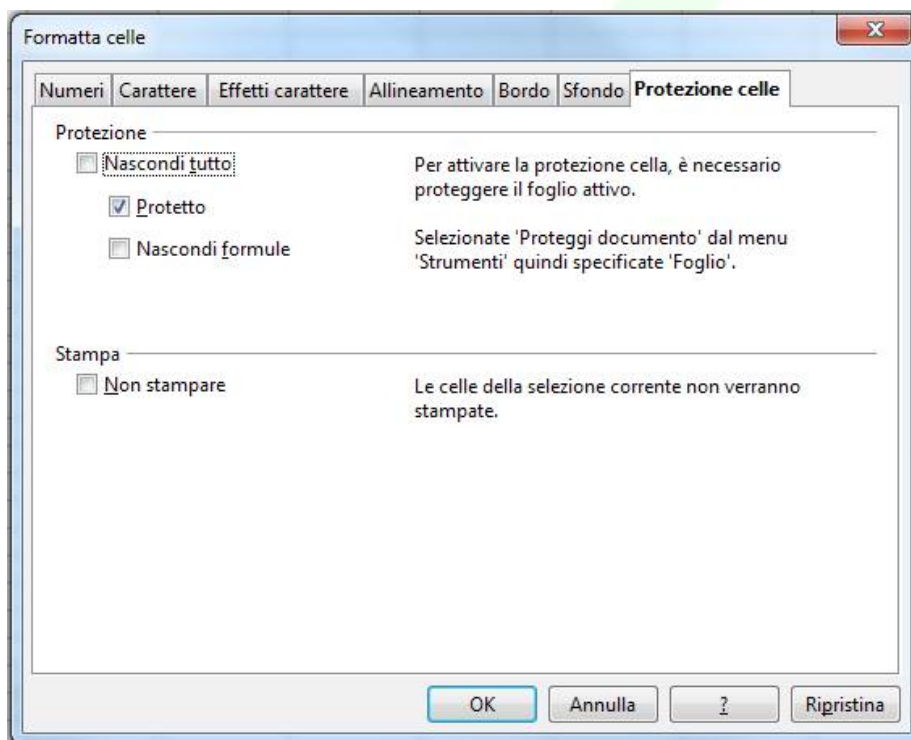 Formatta celle
Numeri Carattere Effetti carattere Allineamento Bordo Sfondo Protezione celle
Protezione
Nascondi tutto
Per attivare la protezione cella, è necessario
proteggere il foglio attivo.
Protetto
Nascondi formule
Selezionate 'Proteggi documento' dal menu
'Strumenti' quindi specificate 'Foglio'.
Stampa
Non stampare
Le celle della selezione corrente non verranno
stampate.
OK Annulla ? Ripristina